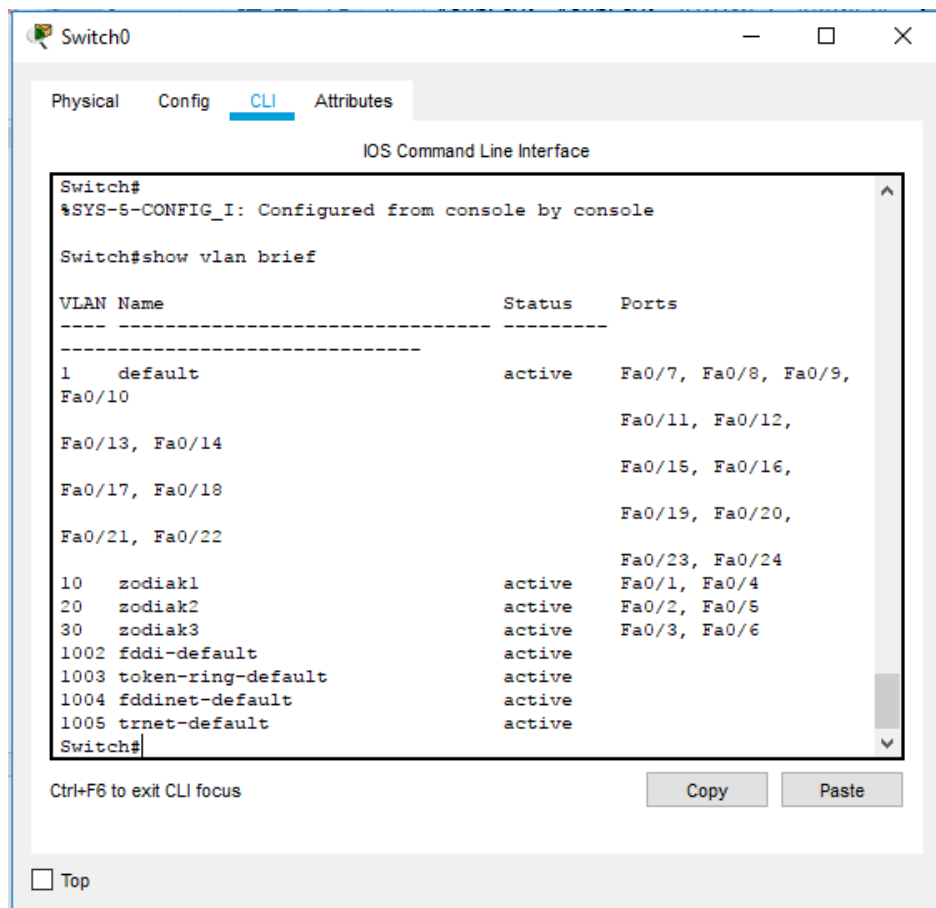 Switch0
Physical Config CLI Attributes
IOS Command Line Interface
Switch#
%SYS-5-CONFIG_I: Configured from console by console
Switch#show vlan brief
VLAN Name                             Status    Ports
---- -------------------------------- ---------
-------------------------------
1    default                          active    Fa0/7, Fa0/8, Fa0/9,
Fa0/10
                                                Fa0/11, Fa0/12,
Fa0/13, Fa0/14
                                                Fa0/15, Fa0/16,
Fa0/17, Fa0/18
                                                Fa0/19, Fa0/20,
Fa0/21, Fa0/22
                                                Fa0/23, Fa0/24
10   zodiak1                          active    Fa0/1, Fa0/4
20   zodiak2                          active    Fa0/2, Fa0/5
30   zodiak3                          active    Fa0/3, Fa0/6
1002 fddi-default                     active
1003 token-ring-default               active
1004 fddinet-default                  active
1005 trnet-default                    active
Switch#
Ctrl+F6 to exit CLI focus Copy Paste
Top